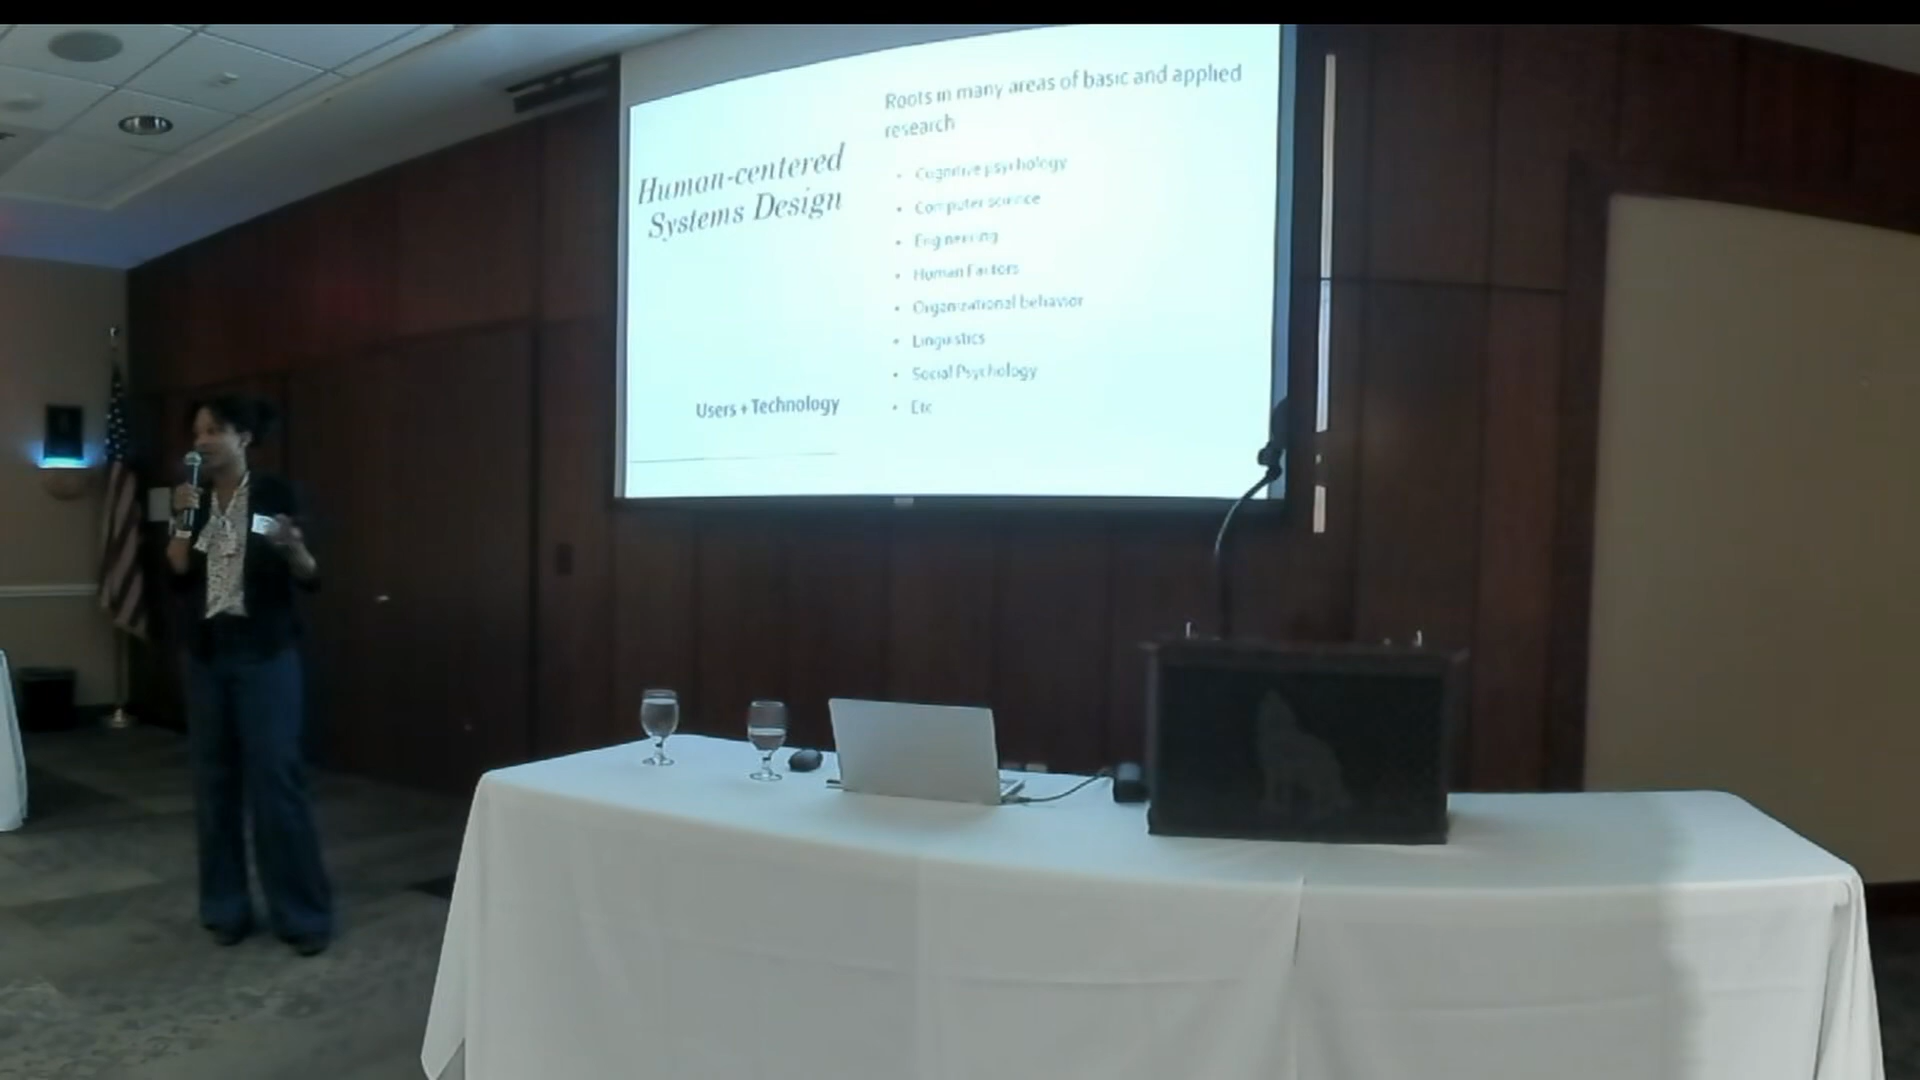 Human-centered
Systems Design
Users + Technology
Roots in many areas of basic and applied
research
• Cognitive psychology
• Computer science
• Engineering
• Human Factors
• Organizational behavior
• Linguistics
• Social Psychology
• Etc